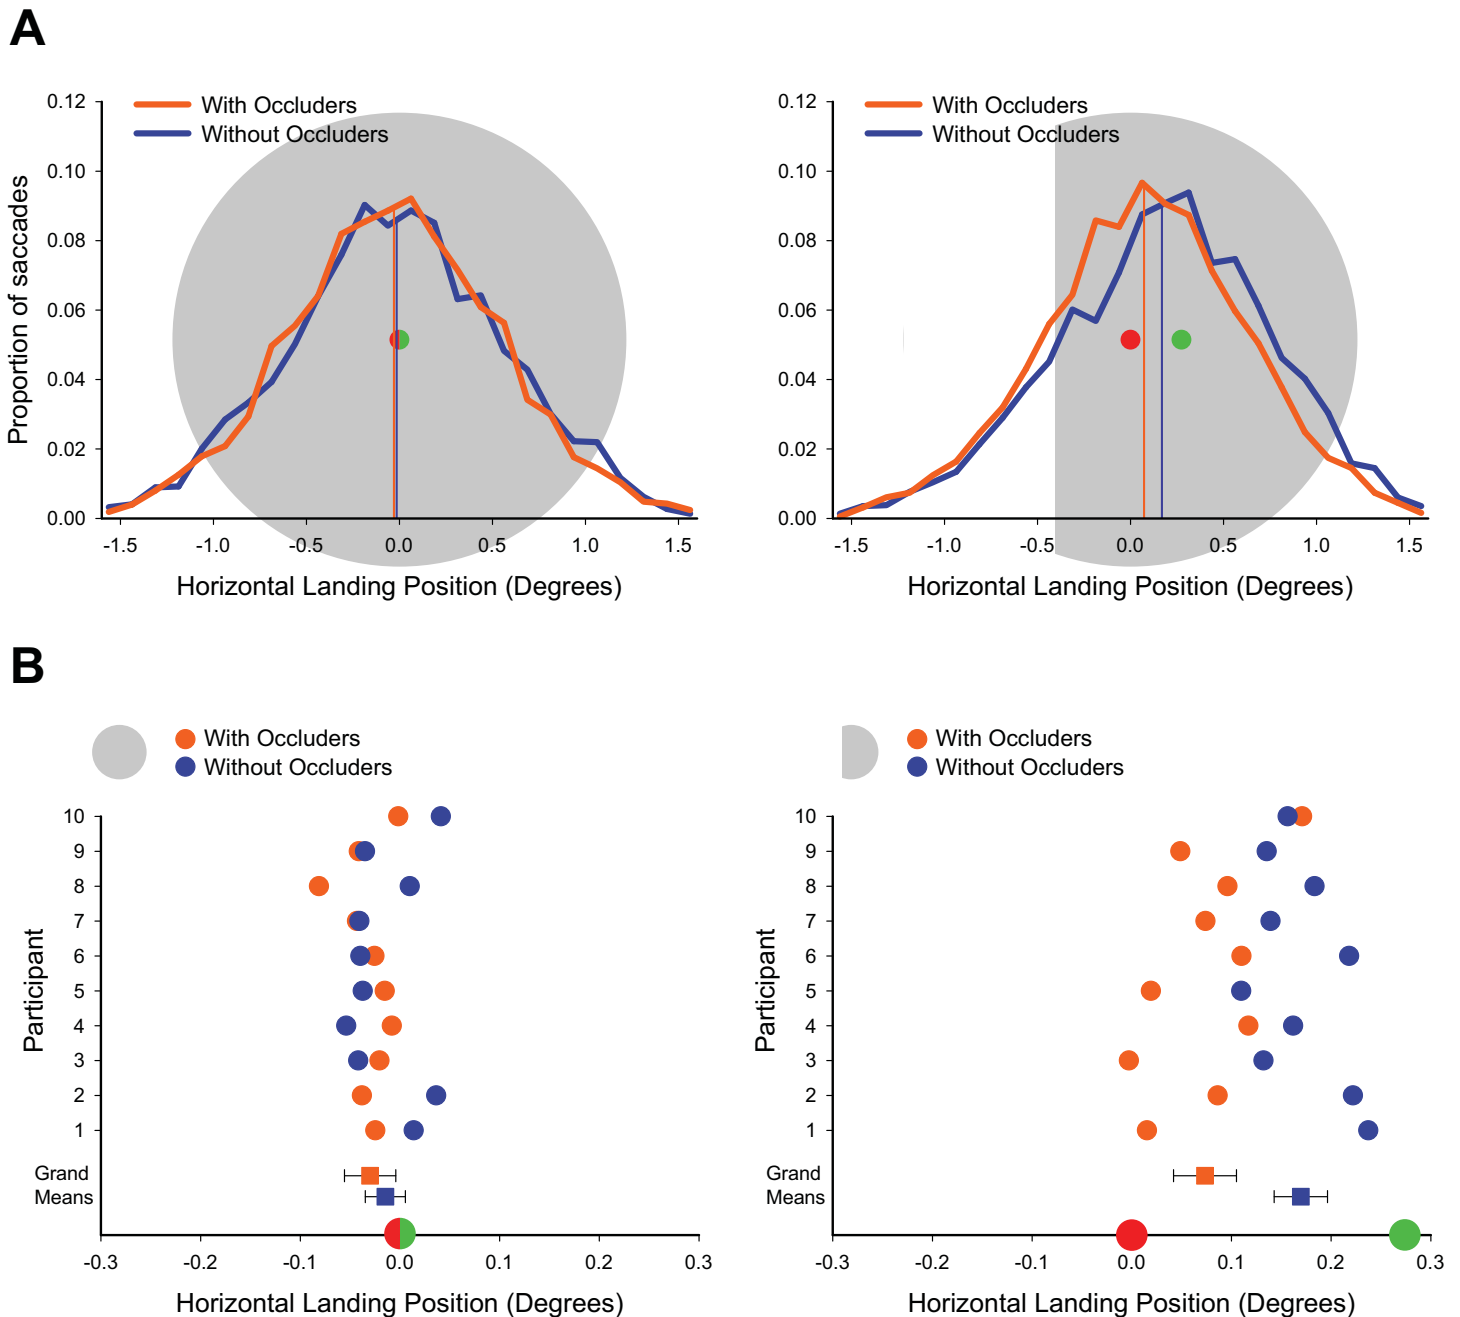 A
With Occluders
Without Occluders
Proportion of saccades
0.12
0.10
0.08
0.06
0.04
0.02
0.00
-1.5 -1.0 -0.5 0.0 0.5 1.0 1.5
Horizontal Landing Position (Degrees)
With Occluders
Without Occluders
0.12
0.10
0.08
0.06
0.04
0.02
0.00
-1.5 -1.0 -0.5 0.0 0.5 1.0 1.5
Horizontal Landing Position (Degrees)
B
With Occluders
Without Occluders
Participant
10
9
8
7
6
5
4
3
2
1
Grand
Means
-0.3 -0.2 -0.1 0.0 0.1 0.2 0.3
Horizontal Landing Position (Degrees)
With Occluders
Without Occluders
Participant
10
9
8
7
6
5
4
3
2
1
Grand
Means
-0.3 -0.2 -0.1 0.0 0.1 0.2 0.3
Horizontal Landing Position (Degrees)